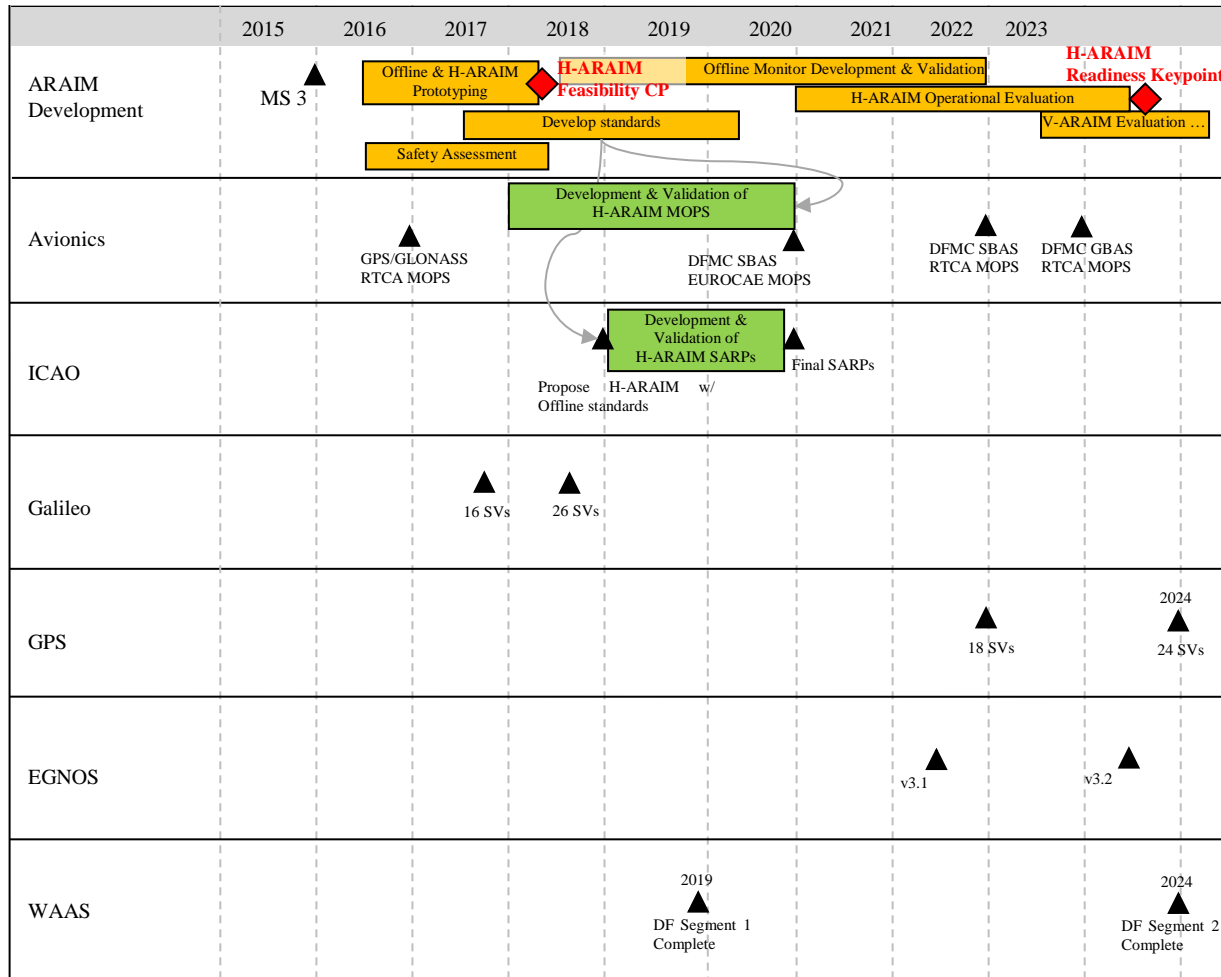 2015 2016 2017 2018 2019 2020 2021 2022 2023
ARAIM
Development
MS 3
Offline & H-ARAIM
Prototyping
H-ARAIM
Feasibility CP
Offline Monitor Development & Validation
H-ARAIM
Readiness Keypoint
H-ARAIM Operational Evaluation
Develop standards
V-ARAIM Evaluation …
Safety Assessment
Avionics
Development & Validation of
H-ARAIM MOPS
GPS/GLONASS
RTCA MOPS
DFMC SBAS
EUROCAE MOPS
DFMC SBAS
RTCA MOPS
DFMC GBAS
RTCA MOPS
ICAO
Development &
Validation of
H-ARAIM SARPs
Propose H-ARAIM w/
Offline standards
Final SARPs
Galileo
16 SVs
26 SVs
GPS
18 SVs
2024
24 SVs
EGNOS
v3.1
v3.2
WAAS
2019
DF Segment 1
Complete
2024
DF Segment 2
Complete